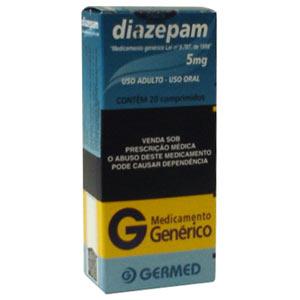 diazepam
"Medicamento genérico Lei nº 9.787, de 1999"
5mg
USO ADULTO - USO ORAL
CONTÉM 20 comprimidos
VENDA SOB
PRESCRIÇÃO MÉDICA
O ABUSO DESTE MEDICAMENTO
PODE CAUSAR DEPENDÊNCIA
G Medicamento
Genérico
GERMED